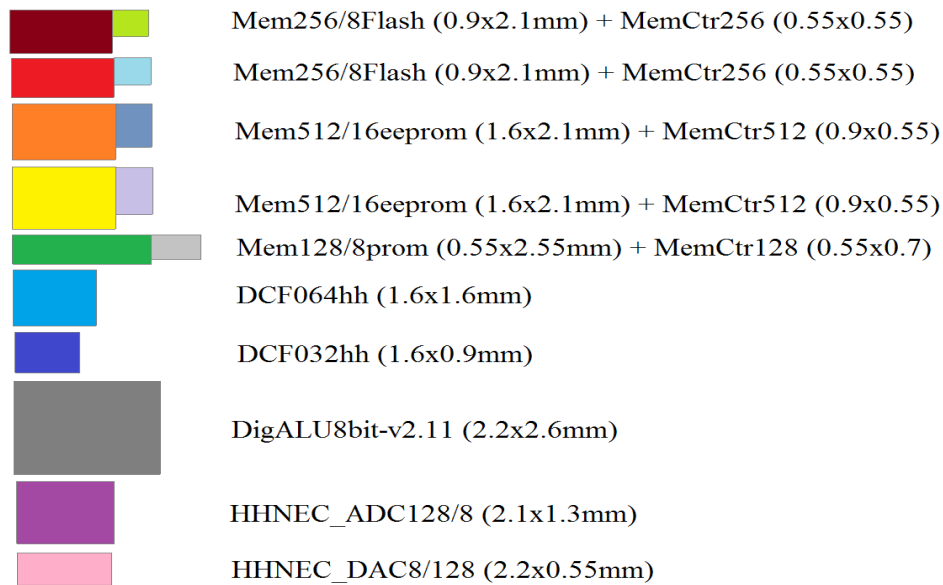 Mem256/8Flash (0.9x2.1mm) + MemCtr256 (0.55x0.55)
Mem256/8Flash (0.9x2.1mm) + MemCtr256 (0.55x0.55)
Mem512/16eeprom (1.6x2.1mm) + MemCtr512 (0.9x0.55)
Mem512/16eeprom (1.6x2.1mm) + MemCtr512 (0.9x0.55)
Mem128/8prom (0.55x2.55mm) + MemCtr128 (0.55x0.7)
DCF064hh (1.6x1.6mm)
DCF032hh (1.6x0.9mm)
DigALU8bit-v2.11 (2.2x2.6mm)
HHNEC_ADC128/8 (2.1x1.3mm)
HHNEC_DAC8/128 (2.2x0.55mm)